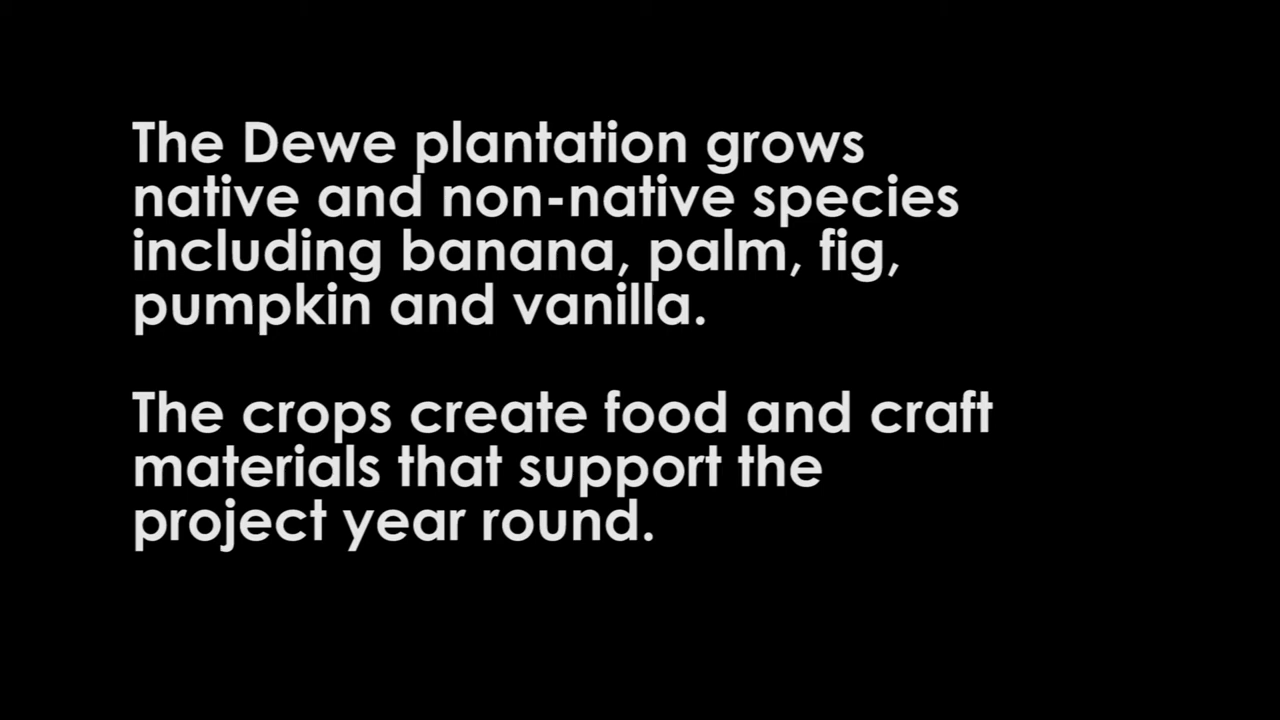 The Dewe plantation grows
native and non-native species
including banana, palm, fig,
pumpkin and vanilla.
The crops create food and craft
materials that support the
project year round.